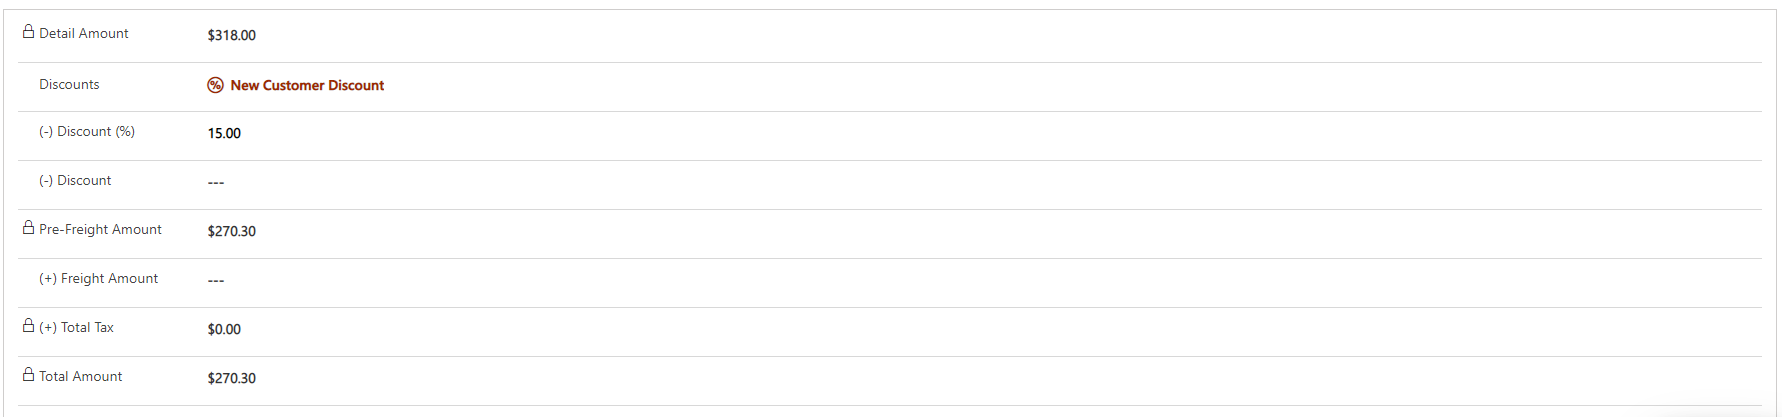 Detail Amount $318.00
Discounts % New Customer Discount
(-) Discount (%) 15.00
(-) Discount ---
Pre-Freight Amount $270.30
(+) Freight Amount ---
(+) Total Tax $0.00
Total Amount $270.30